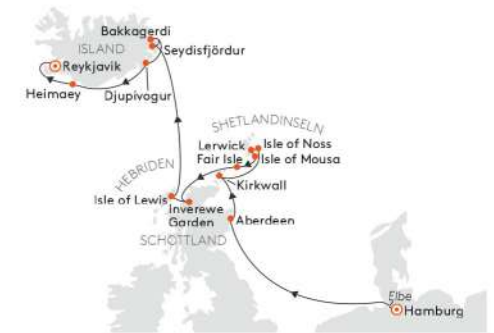 Bakkagerdi
ISLAND
Seydisfjördur
Reykjavik
Heimaey
Djupivogur
SHETLANDINSELN
Lerwick
Isle of Noss
Fair Isle
Isle of Mousa
HEBRIDEN
Kirkwall
Isle of Lewis
Inverewe
Garden
Aberdeen
SCHOTTLAND
Elbe
Hamburg